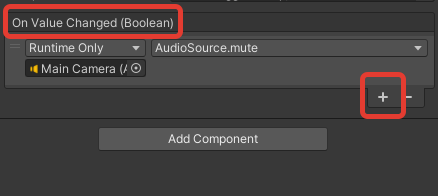 On Value Changed (Boolean)
Runtime Only AudioSource.mute
Main Camera (A
+ −
Add Component